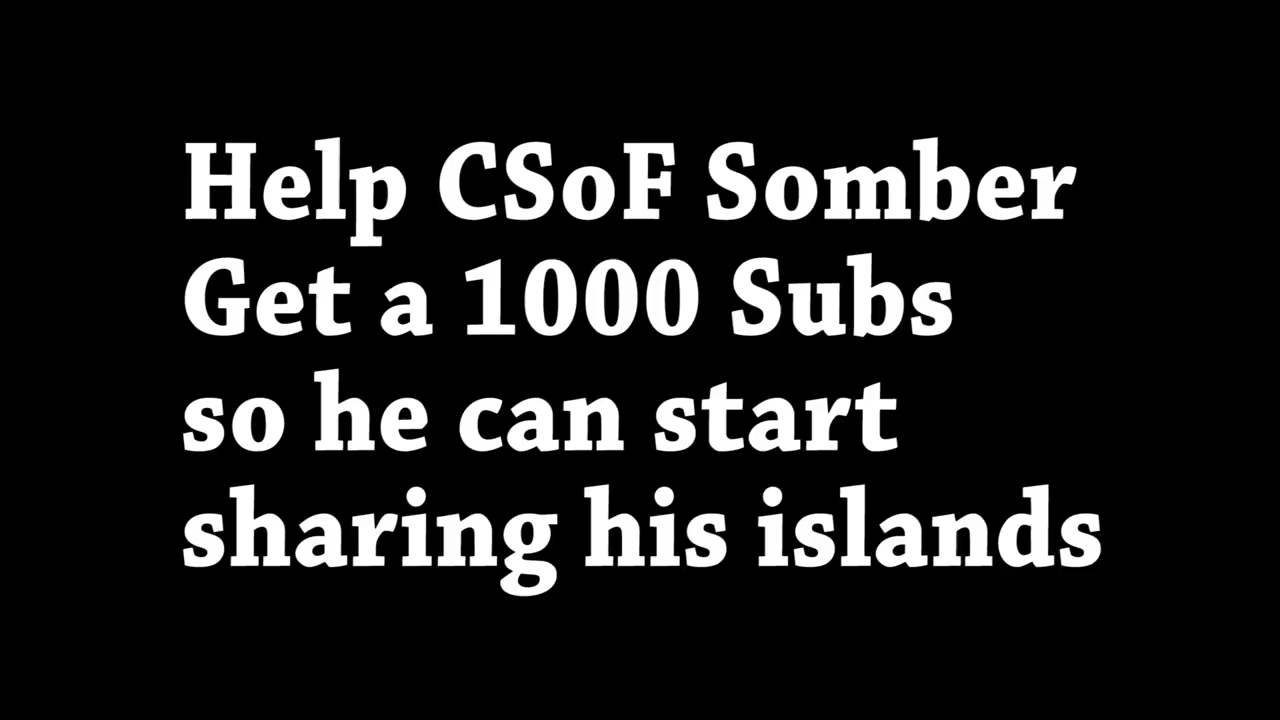 Help CSoF Somber
Get a 1000 Subs
so he can start
sharing his islands